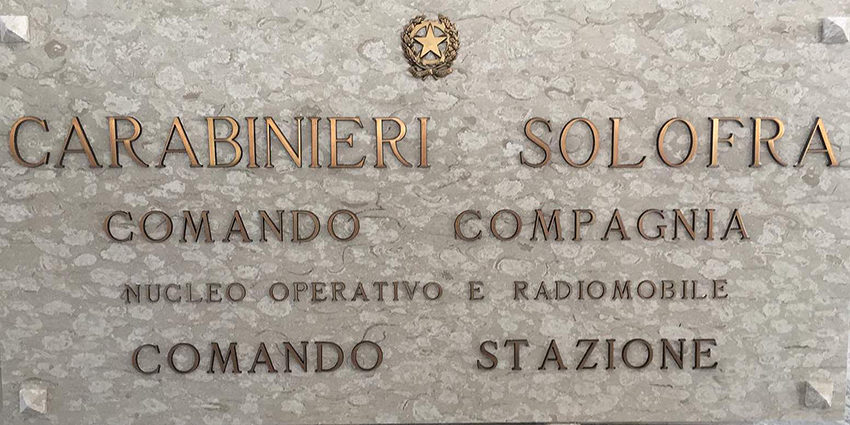 CARABINIERI SOLOFRA
COMANDO COMPAGNIA
NUCLEO OPERATIVO E RADIOMOBILE
COMANDO STAZIONE